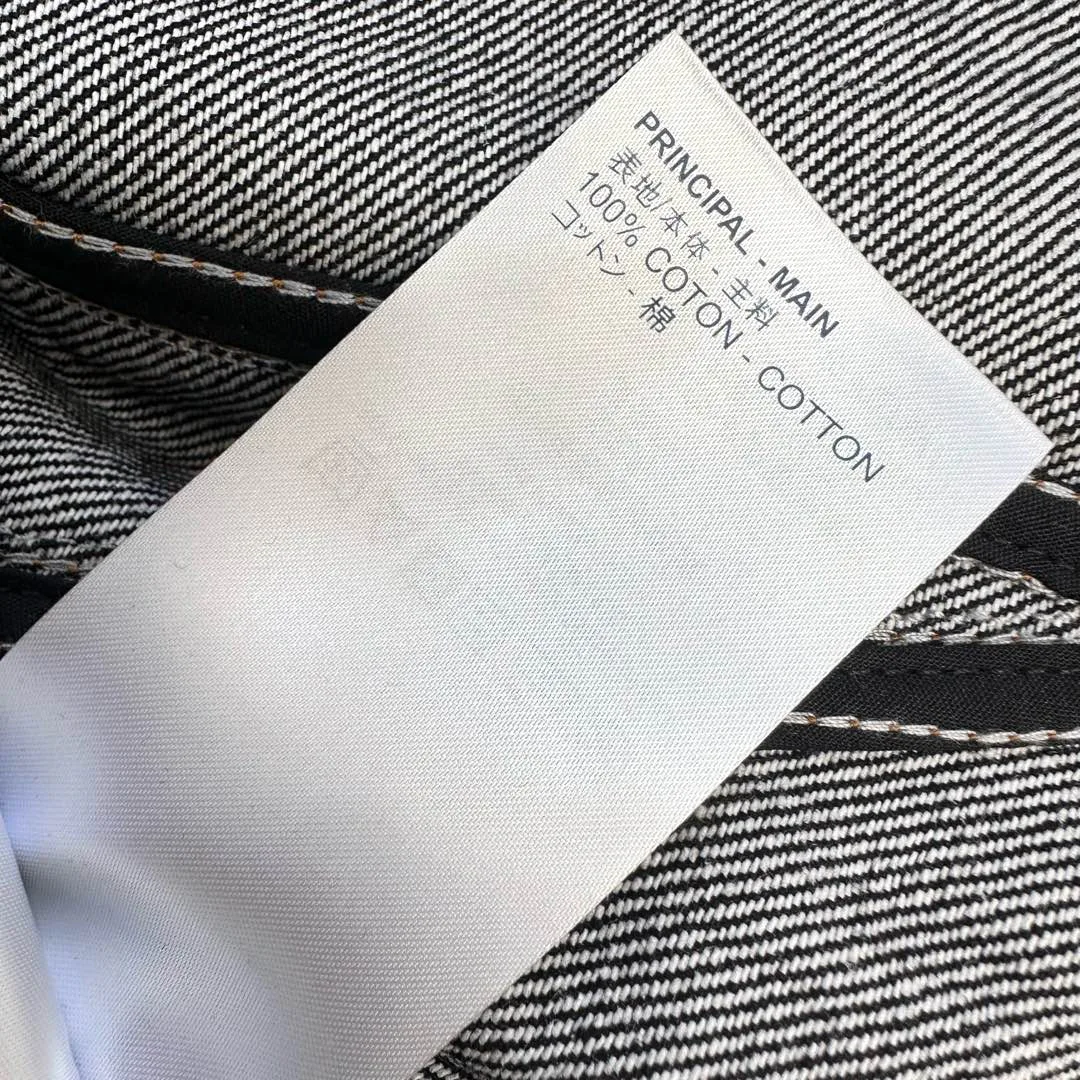 PRINCIPAL - MAIN
表地/本体 - 主料
100% COTON - COTTON
コットン - 棉